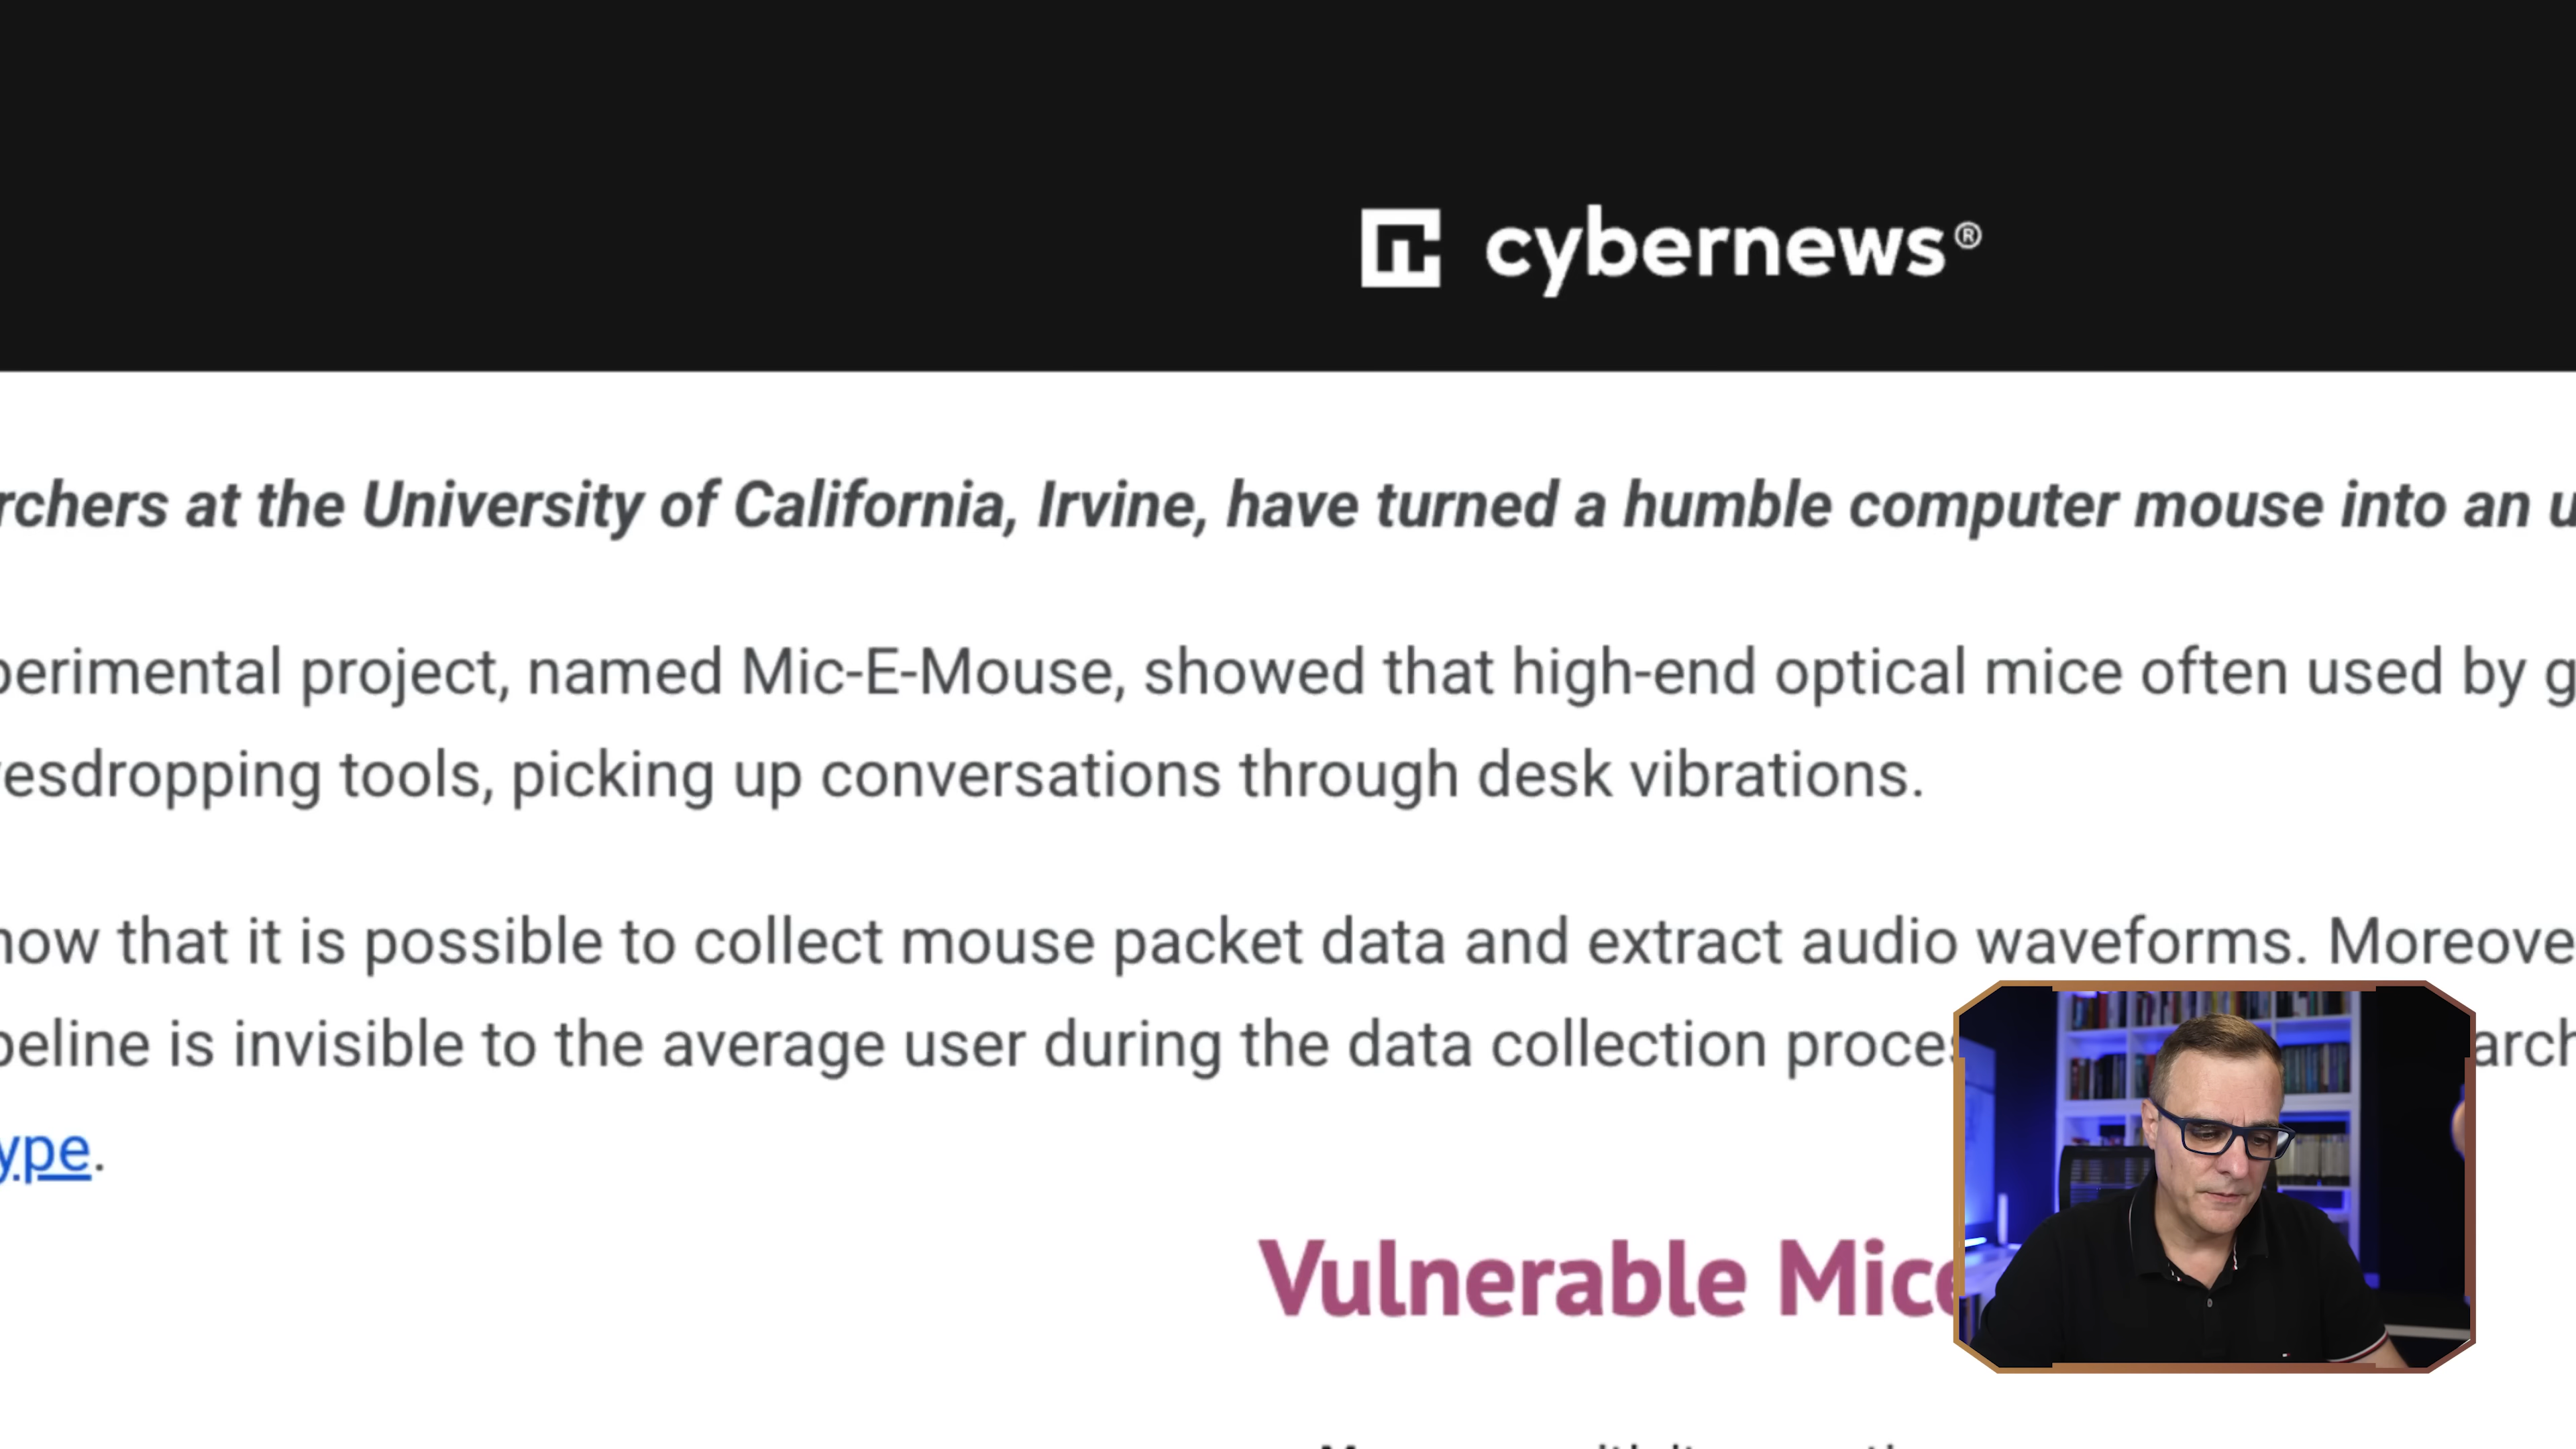 cybernews®
rchers at the University of California, Irvine, have turned a humble computer mouse into an u
perimental project, named Mic-E-Mouse, showed that high-end optical mice often used by g
esdropping tools, picking up conversations through desk vibrations.
how that it is possible to collect mouse packet data and extract audio waveforms. Moreove
peline is invisible to the average user during the data collection proces arch
ype.
Vulnerable Mice